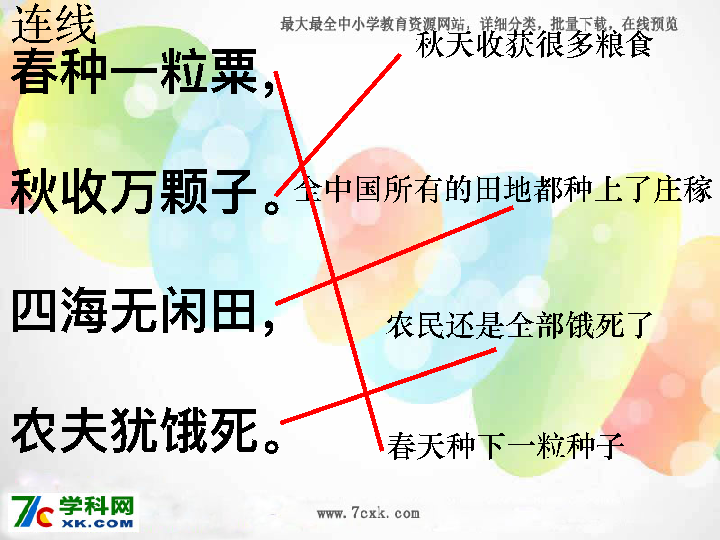 连线
最大最全中小学教育资源网站，详细分类，批量下载，在线预览
春种一粒粟，
秋天收获很多粮食
秋收万颗子。
全中国所有的田地都种上了庄稼
四海无闲田，
农民还是全部饿死了
农夫犹饿死。
春天种下一粒种子
7c 学科网
XK.COM
www.7cxk.com